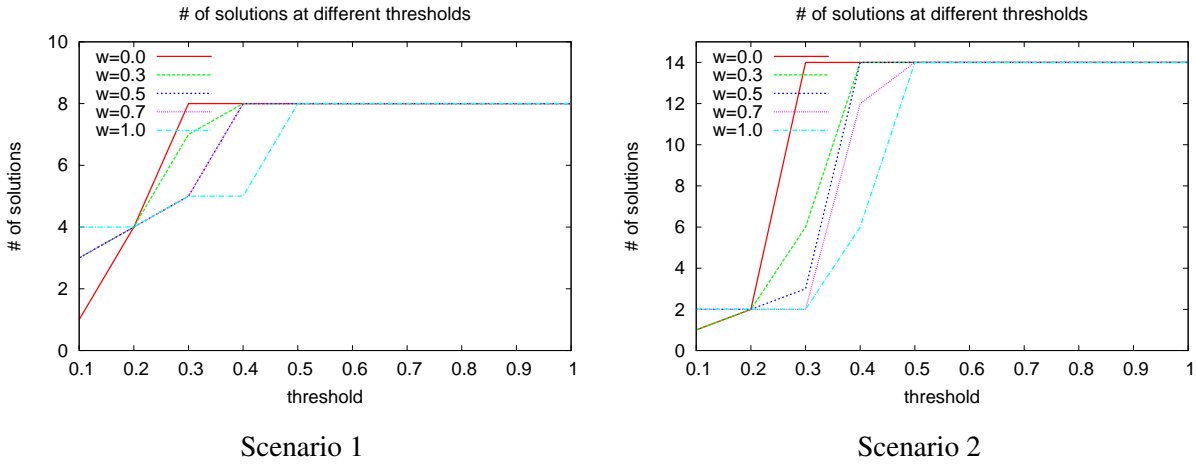 # of solutions at different thresholds
10
8
6
4
2
0
# of solutions
w=0.0
w=0.3
w=0.5
w=0.7
w=1.0
0.1 0.2 0.3 0.4 0.5 0.6 0.7 0.8 0.9 1
threshold
Scenario 1
# of solutions at different thresholds
14
12
10
8
6
4
2
0
# of solutions
w=0.0
w=0.3
w=0.5
w=0.7
w=1.0
0.1 0.2 0.3 0.4 0.5 0.6 0.7 0.8 0.9 1
threshold
Scenario 2